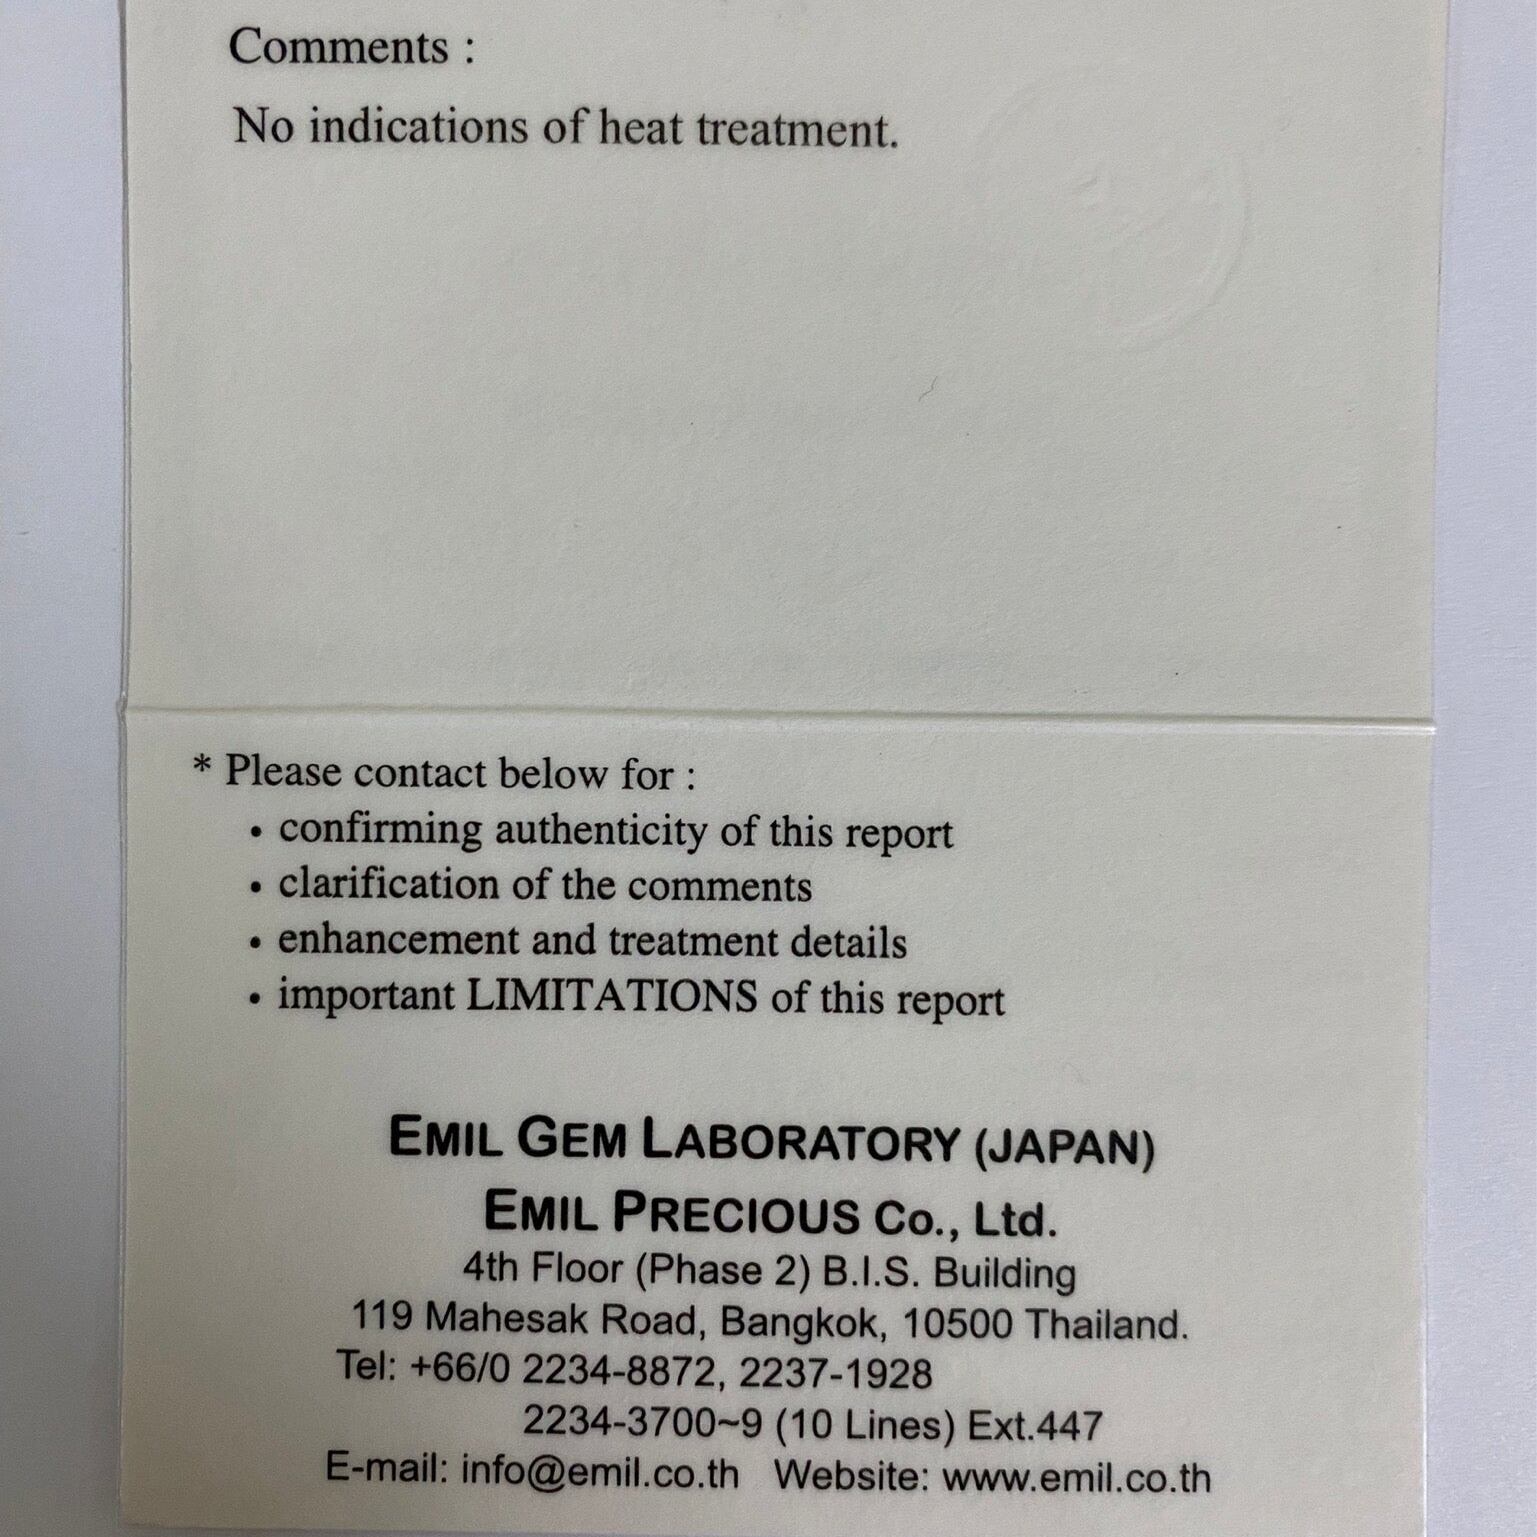 Comments :
No indications of heat treatment.
* Please contact below for :
• confirming authenticity of this report
• clarification of the comments
• enhancement and treatment details
• important LIMITATIONS of this report
EMIL GEM LABORATORY (JAPAN)
EMIL PRECIOUS Co., Ltd.
4th Floor (Phase 2) B.I.S. Building
119 Mahesak Road, Bangkok, 10500 Thailand.
Tel: +66/0 2234-8872, 2237-1928
2234-3700~9 (10 Lines) Ext.447
E-mail: info@emil.co.th Website: www.emil.co.th